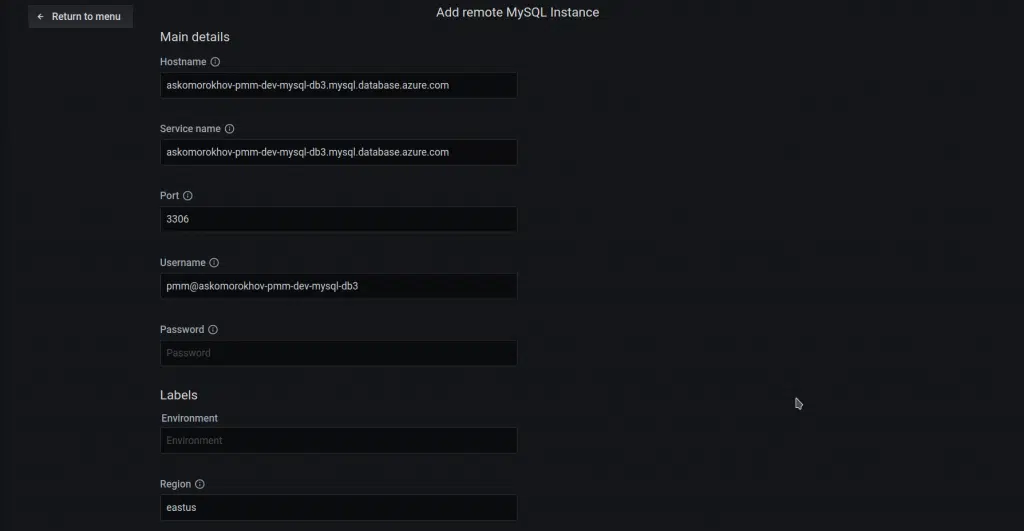 Return to menu
Add remote MySQL Instance
Main details
Hostname
askomorokhov-pmm-dev-mysql-db3.mysql.database.azure.com
Service name
askomorokhov-pmm-dev-mysql-db3.mysql.database.azure.com
Port
3306
Username
pmm@askomorokhov-pmm-dev-mysql-db3
Password
Password
Labels
Environment
Environment
Region
eastus